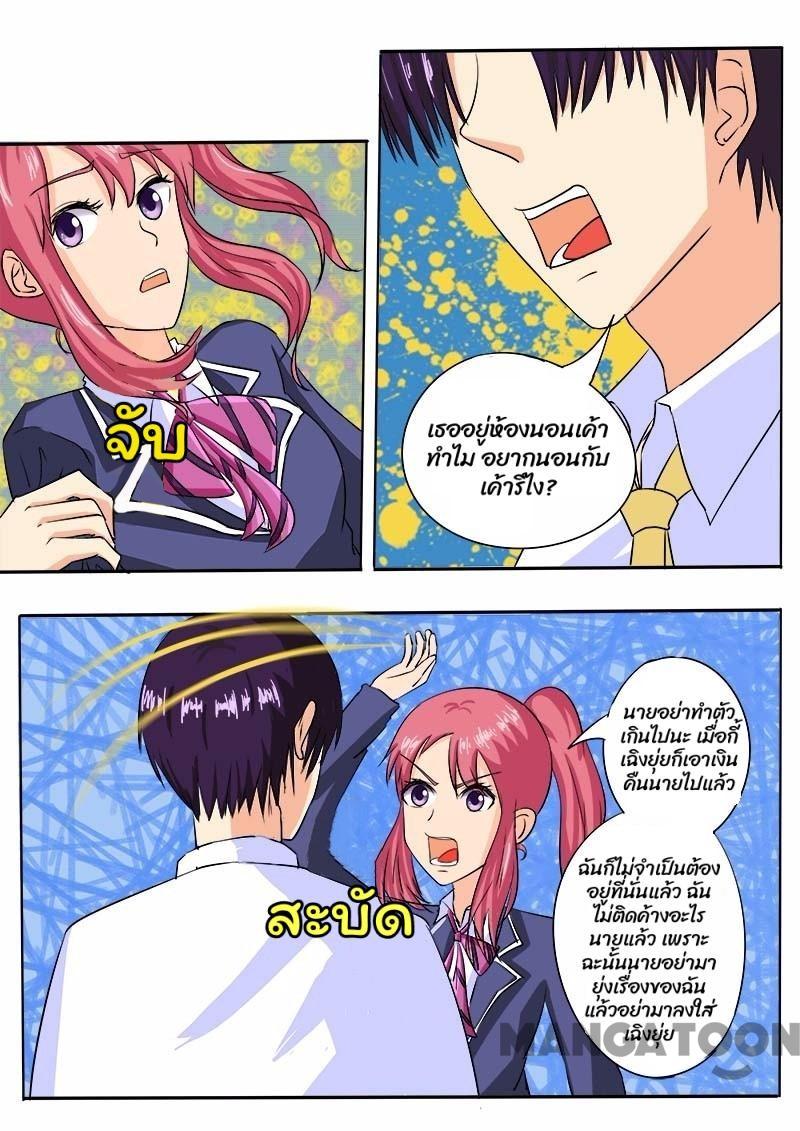 จับ
เธออยู่ห้องนอนเค้า
ทำไม อยากนอนกับ
เค้ารึไง?
นายอย่าทำตัว
เกินไปนะ เมื่อกี้
เฉิงยุ่ยก็เอาเงิน
คืนนายไปแล้ว
ฉันก็ไม่จำเป็นต้อง
อยู่ที่นั่นแล้ว ฉัน
ไม่ติดค้างอะไร
นายแล้ว เพราะ
ฉะนั้นนายอย่ามา
ยุ่งเรื่องของฉัน
แล้วอย่ามาลงใส่
เฉิงยุ่ย
สะบัด
MANGATOON